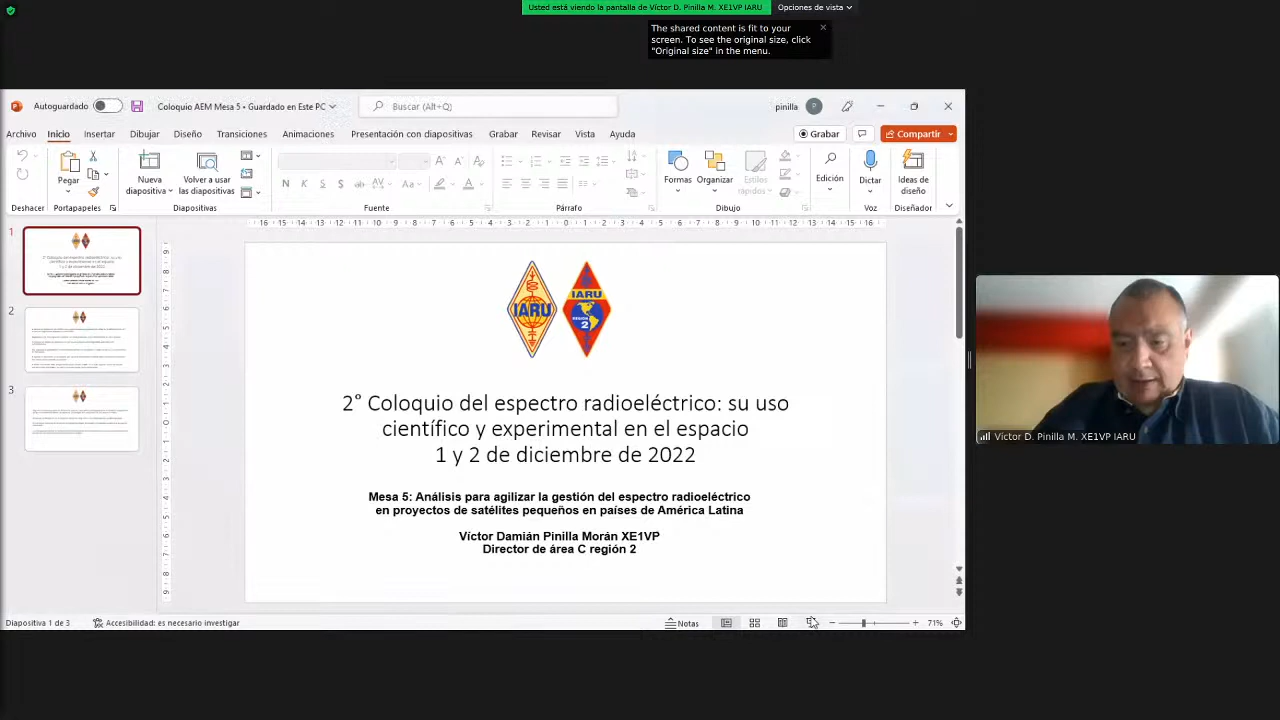 Usted está viendo la pantalla de Víctor D. Pinilla M. XE1VP IARU
Opciones de vista
The shared content is fit to your
screen. To see the original size, click
"Original size" in the menu.
Autoguardado
Coloquio AEM Mesa 5 • Guardado en Este PC
Buscar (Alt+Q)
pinilla
P
Archivo
Inicio
Insertar
Dibujar
Diseño
Transiciones
Animaciones
Presentación con diapositivas
Grabar
Revisar
Vista
Ayuda
Grabar
Compartir
Pegar
Nueva
diapositiva
Volver a usar
las diapositivas
N K S
Aa
Formas
Organizar
Estilos
rápidos
Edición
Dictar
Ideas de
diseño
Deshacer
Portapapeles
Diapositivas
Fuente
Párrafo
Dibujo
Voz
Diseñador
1
2
3
IARU
IARU
REGION
2
2° Coloquio del espectro radioeléctrico: su uso
científico y experimental en el espacio
1 y 2 de diciembre de 2022
Mesa 5: Análisis para agilizar la gestión del espectro radioeléctrico
en proyectos de satélites pequeños en países de América Latina
Víctor Damián Pinilla Morán XE1VP
Director de área C región 2
Víctor D. Pinilla M. XE1VP IARU
Diapositiva 1 de 3
Accesibilidad: es necesario investigar
Notas
71%